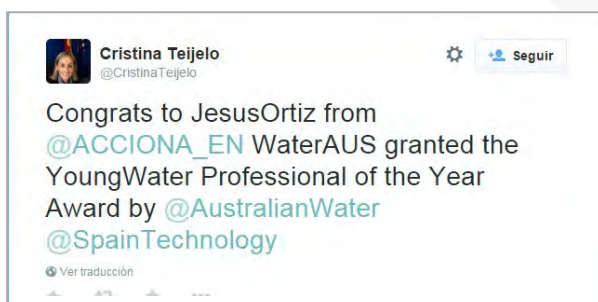 Cristina Teijelo
@CristinaTeijelo
Seguir
Congrats to JesusOrtiz from
@ACCIONA_EN WaterAUS granted the
YoungWater Professional of the Year
Award by @AustralianWater
@SpainTechnology
Ver traducción